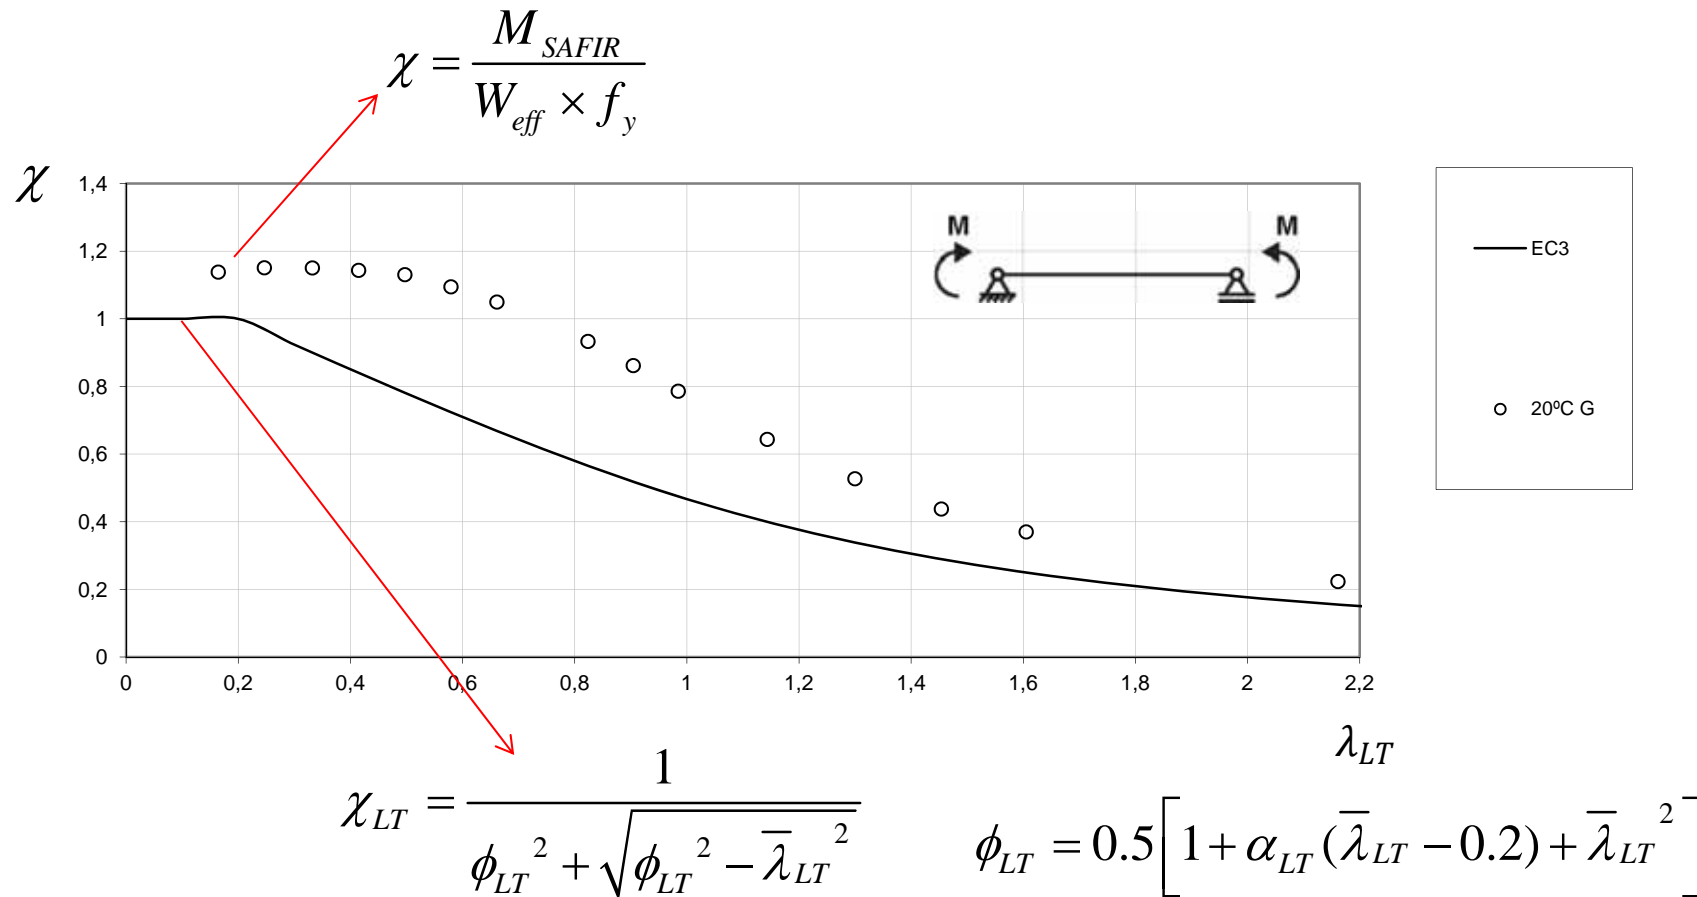 χ = M_SAFIR / (W_eff × f_y)
χ
1,4
1,2
1
0,8
0,6
0,4
0,2
0
0 0,2 0,4 0,6 0,8 1 1,2 1,4 1,6 1,8 2 2,2
M M
EC3
20ºC G
λ_LT
χ_LT = 1 / (ϕ_LT² + √(ϕ_LT² − λ̅_LT²))
ϕ_LT = 0.5[1 + α_LT (λ̅_LT − 0.2) + λ̅_LT²]